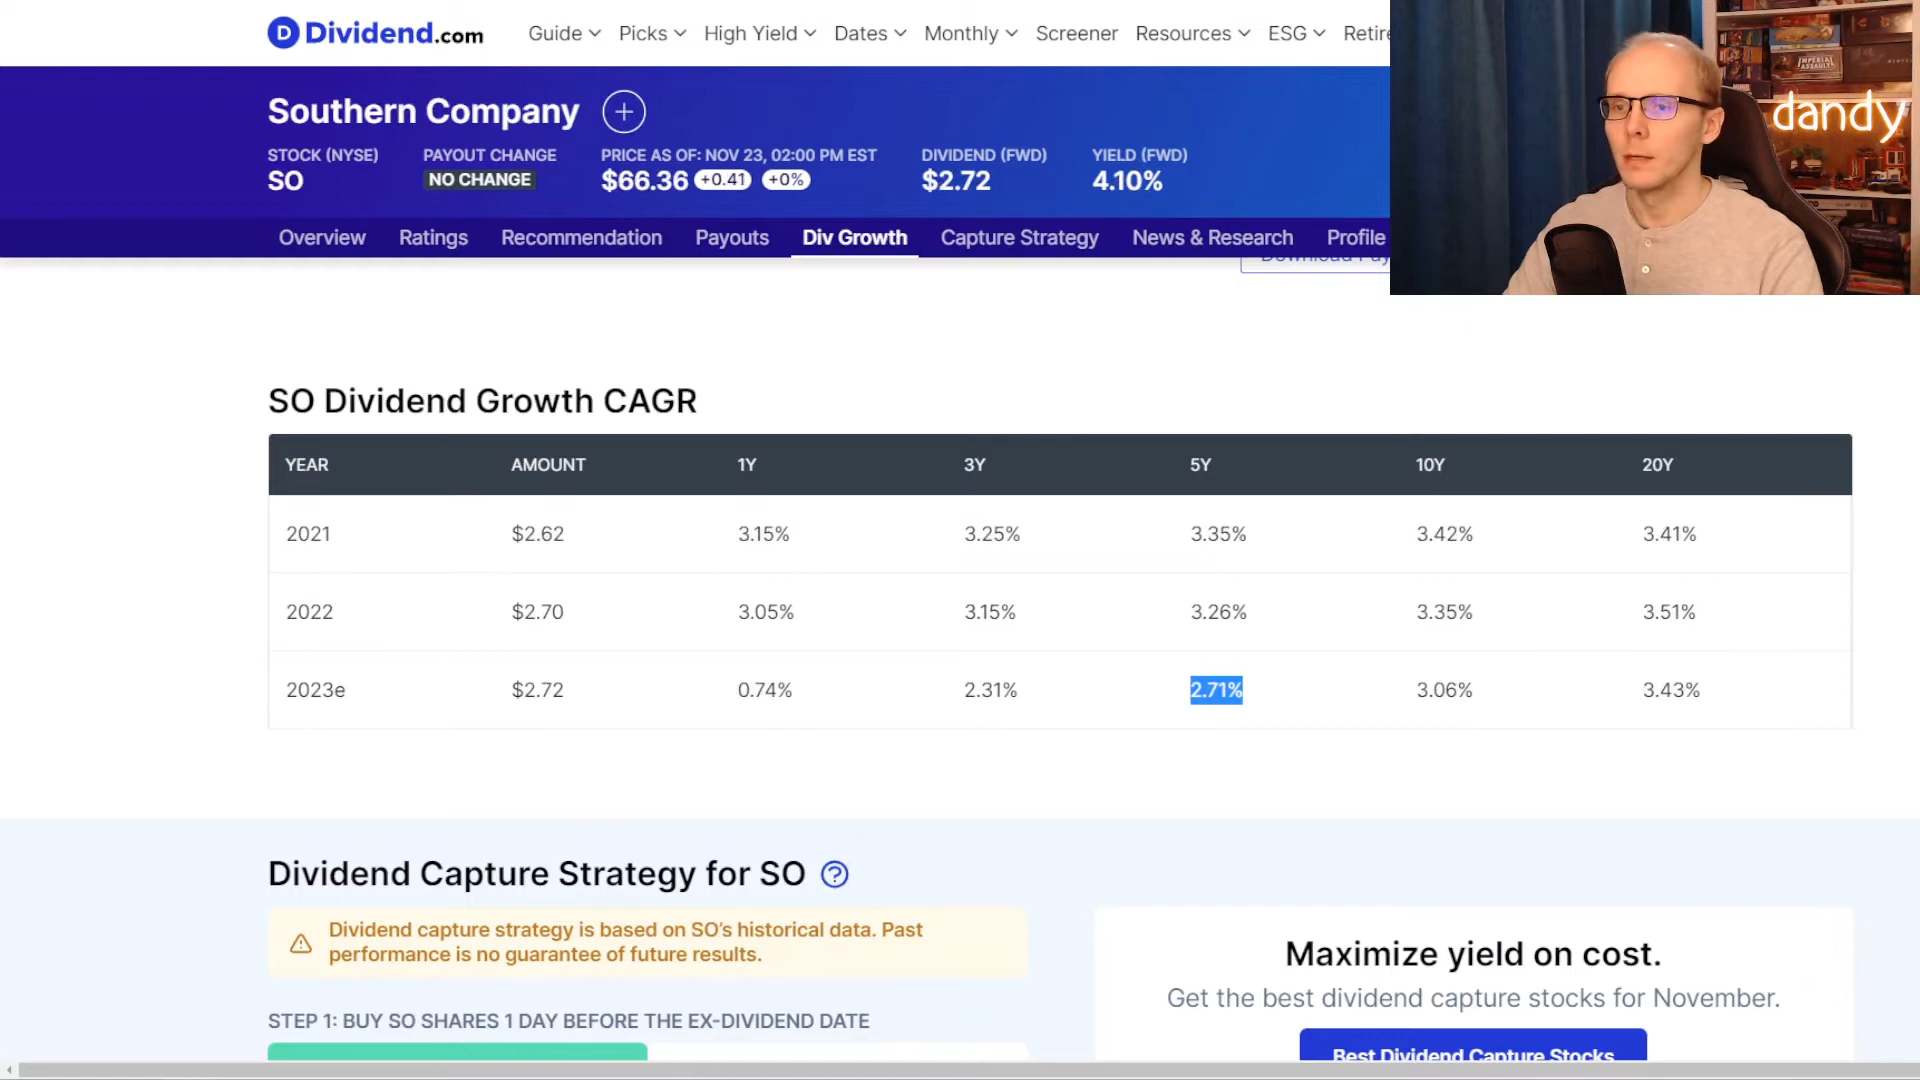 D Dividend.com
Guide Picks High Yield Dates Monthly Screener Resources ESG Retire
Southern Company
STOCK (NYSE) PAYOUT CHANGE PRICE AS OF: NOV 23, 02:00 PM EST DIVIDEND (FWD) YIELD (FWD)
SO NO CHANGE $66.36 +0.41 +0% $2.72 4.10%
Overview Ratings Recommendation Payouts Div Growth Capture Strategy News & Research Profile
IMPERIAL
ASSAULT
dandy
SO Dividend Growth CAGR
YEAR AMOUNT 1Y 3Y 5Y 10Y 20Y
2021 $2.62 3.15% 3.25% 3.35% 3.42% 3.41%
2022 $2.70 3.05% 3.15% 3.26% 3.35% 3.51%
2023e $2.72 0.74% 2.31% 2.71% 3.06% 3.43%
Dividend Capture Strategy for SO ?
Dividend capture strategy is based on SO's historical data. Past
performance is no guarantee of future results.
STEP 1: BUY SO SHARES 1 DAY BEFORE THE EX-DIVIDEND DATE
Maximize yield on cost.
Get the best dividend capture stocks for November.
Best Dividend Capture Stocks